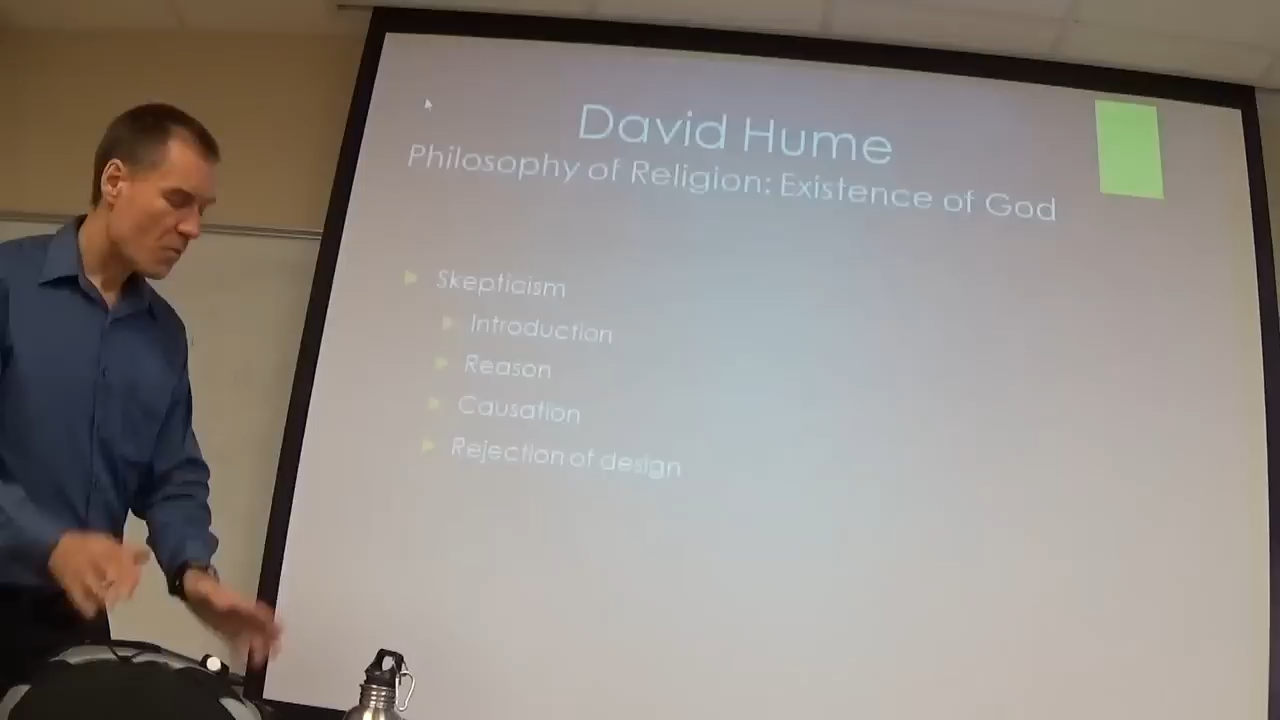 David Hume
Philosophy of Religion: Existence of God
Skepticism
Introduction
Reason
Causation
Rejection of design